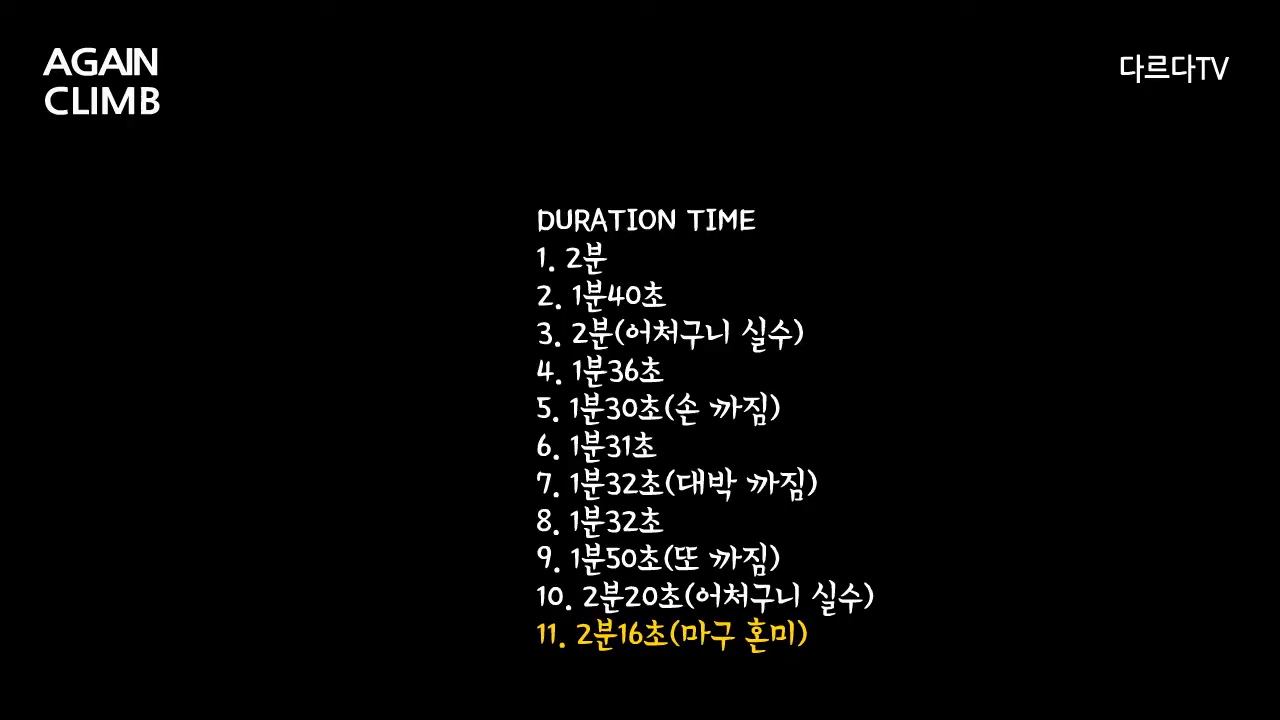 AGAIN
CLIMB
다르다TV
DURATION TIME
1. 2분
2. 1분40초
3. 2분(어처구니 실수)
4. 1분36초
5. 1분30초(손 까짐)
6. 1분31초
7. 1분32초(대박 까짐)
8. 1분32초
9. 1분50초(또 까짐)
10. 2분20초(어처구니 실수)
11. 2분16초(마구 혼미)